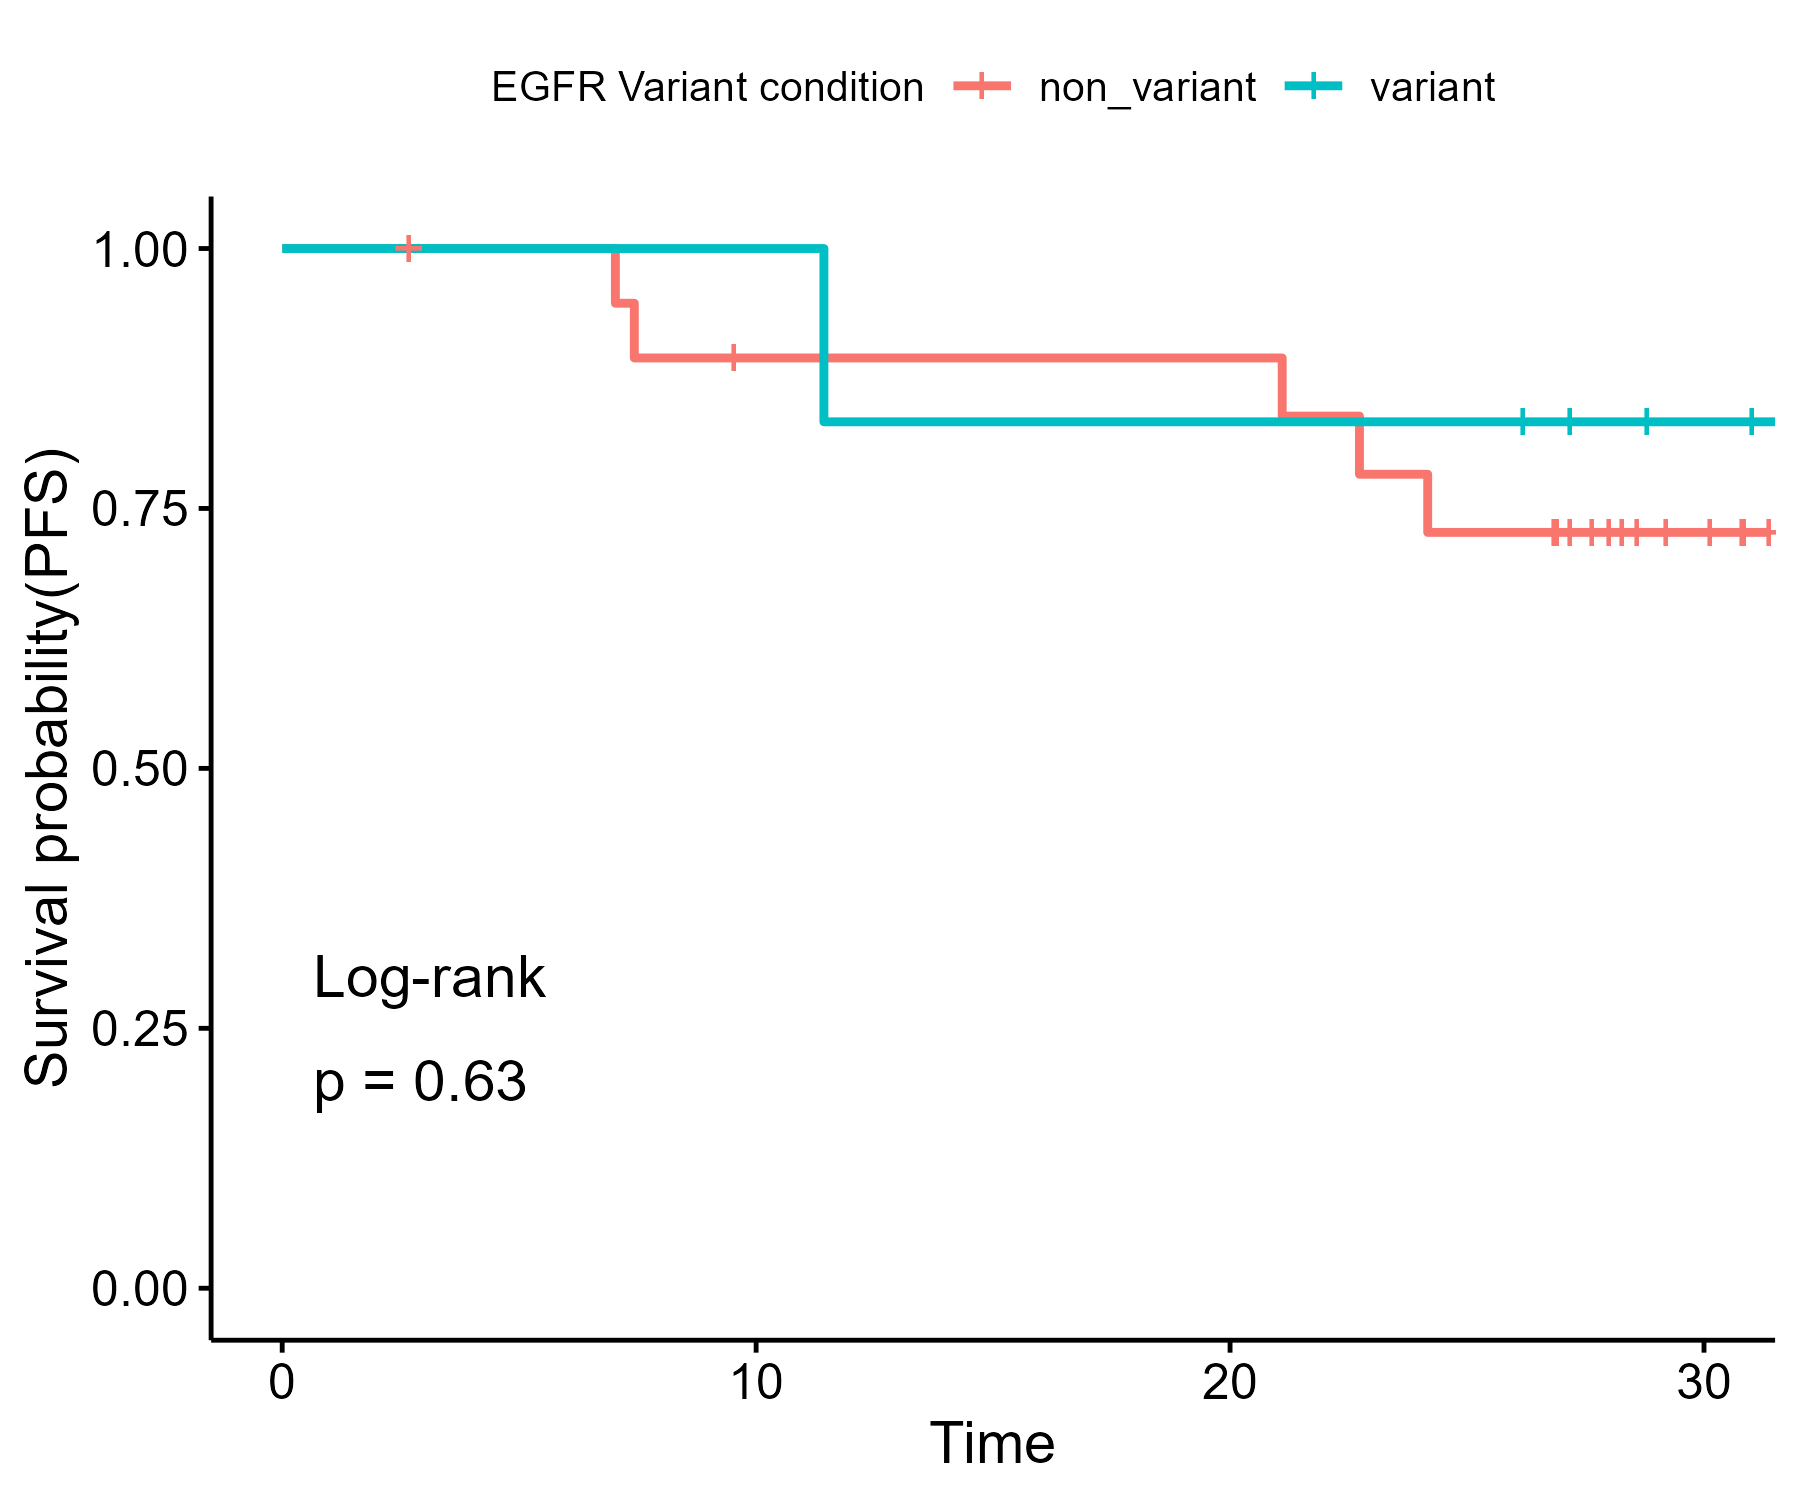 EGFR Variant condition non_variant variant
Survival probability(PFS)
1.00
0.75
0.50
0.25
0.00
Log-rank
p = 0.63
0 10 20 30
Time